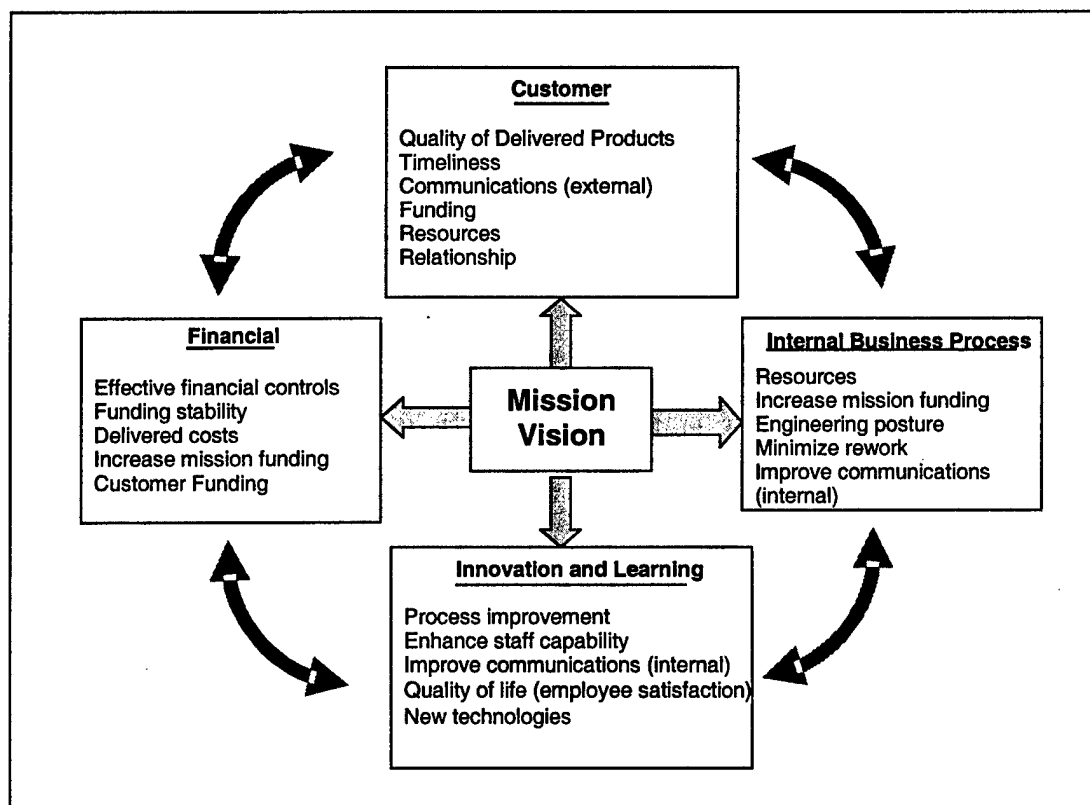 Customer
Quality of Delivered Products
Timeliness
Communications (external)
Funding
Resources
Relationship
Financial
Effective financial controls
Funding stability
Delivered costs
Increase mission funding
Customer Funding
Mission
Vision
Internal Business Process
Resources
Increase mission funding
Engineering posture
Minimize rework
Improve communications
(internal)
Innovation and Learning
Process improvement
Enhance staff capability
Improve communications (internal)
Quality of life (employee satisfaction)
New technologies